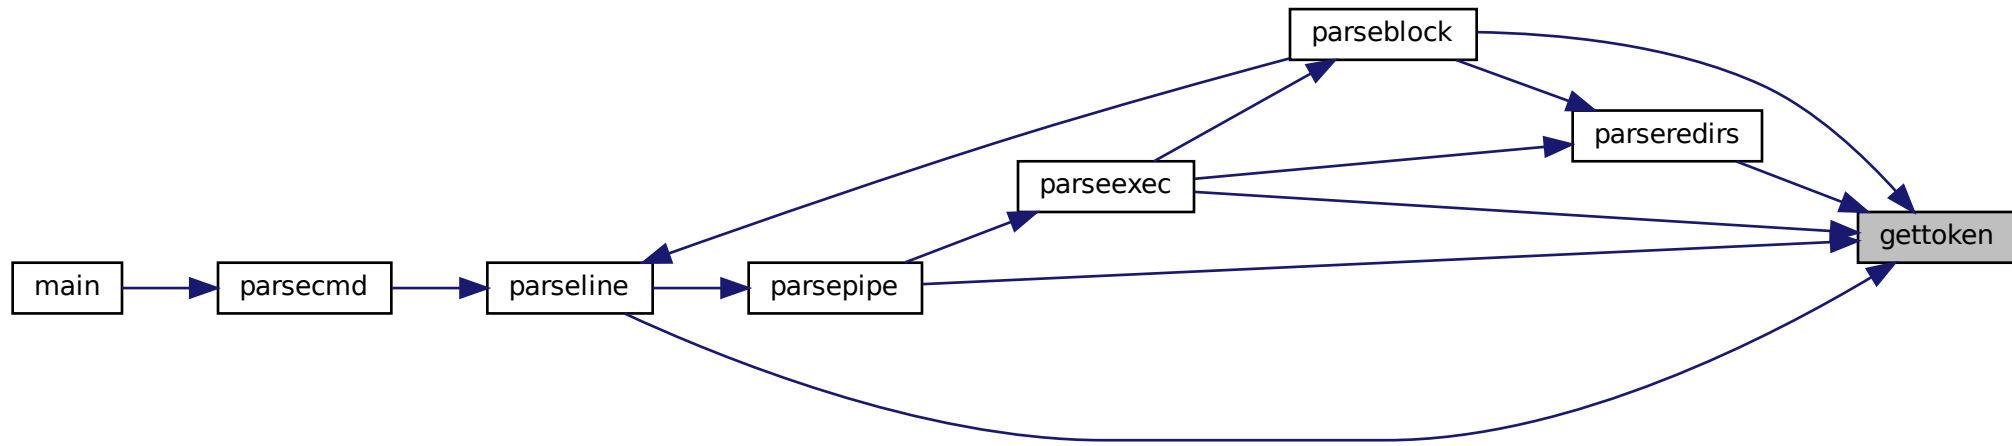 parseblock
parseredirs
parseexec
gettoken
main
parsecmd
parseline
parsepipe